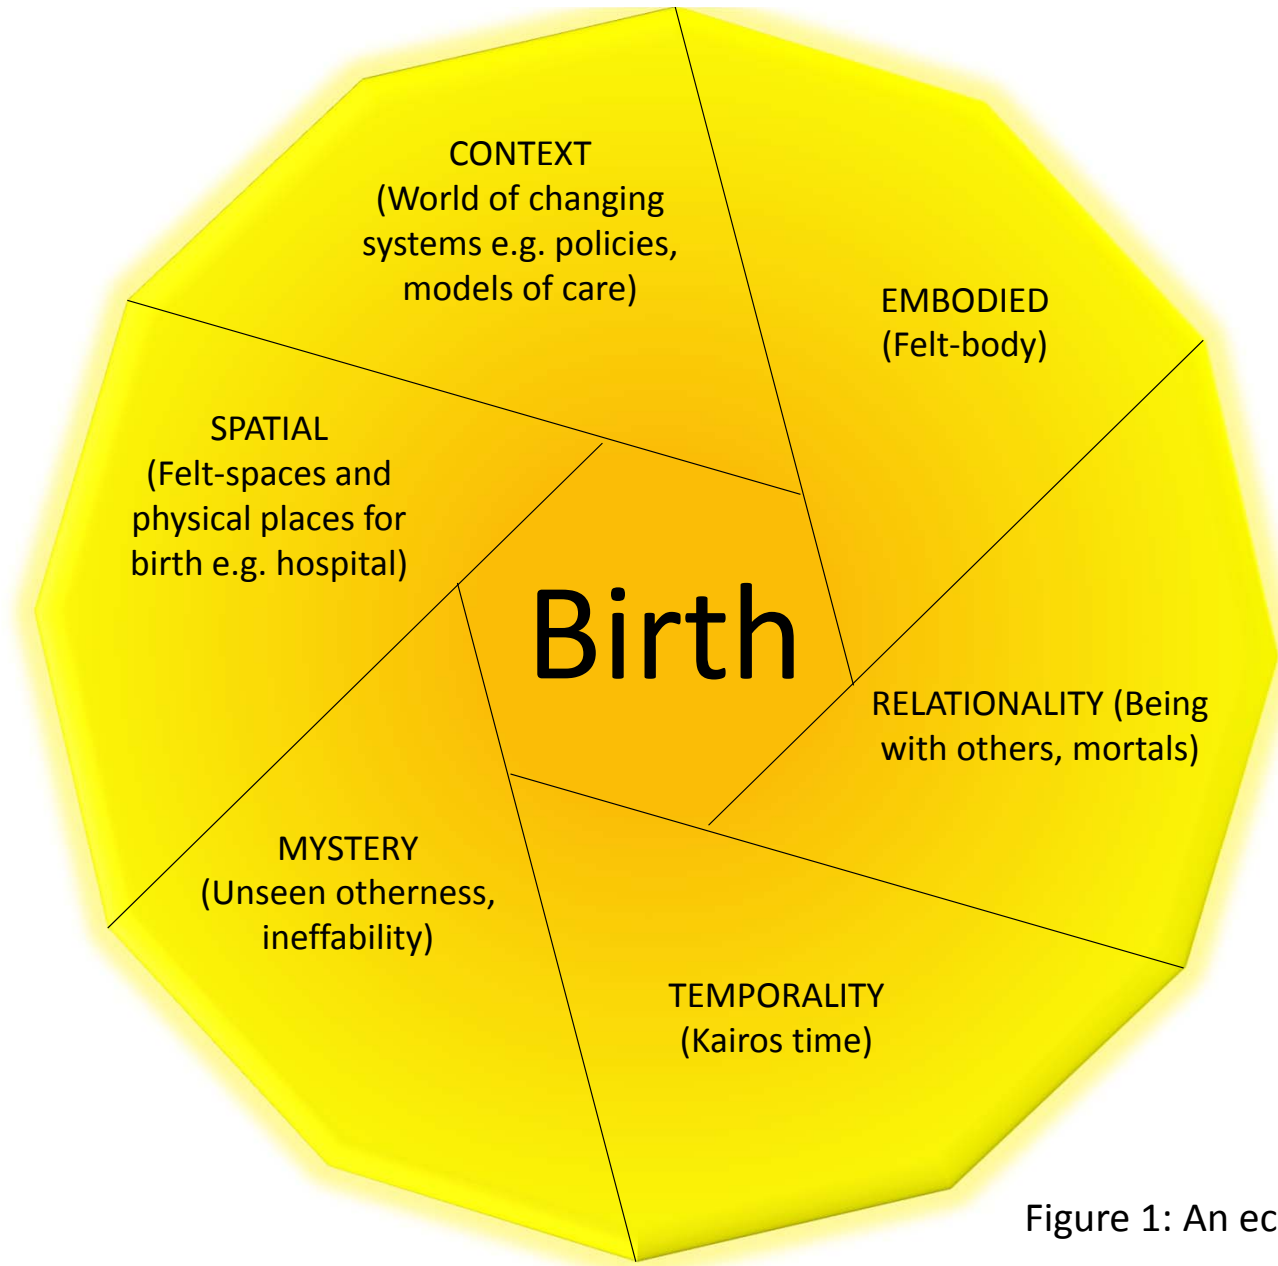 CONTEXT
(World of changing
systems e.g. policies,
models of care)
EMBODIED
(Felt-body)
SPATIAL
(Felt-spaces and
physical places for
birth e.g. hospital)
Birth
RELATIONALITY (Being
with others, mortals)
MYSTERY
(Unseen otherness,
ineffability)
TEMPORALITY
(Kairos time)
Figure 1: An ec